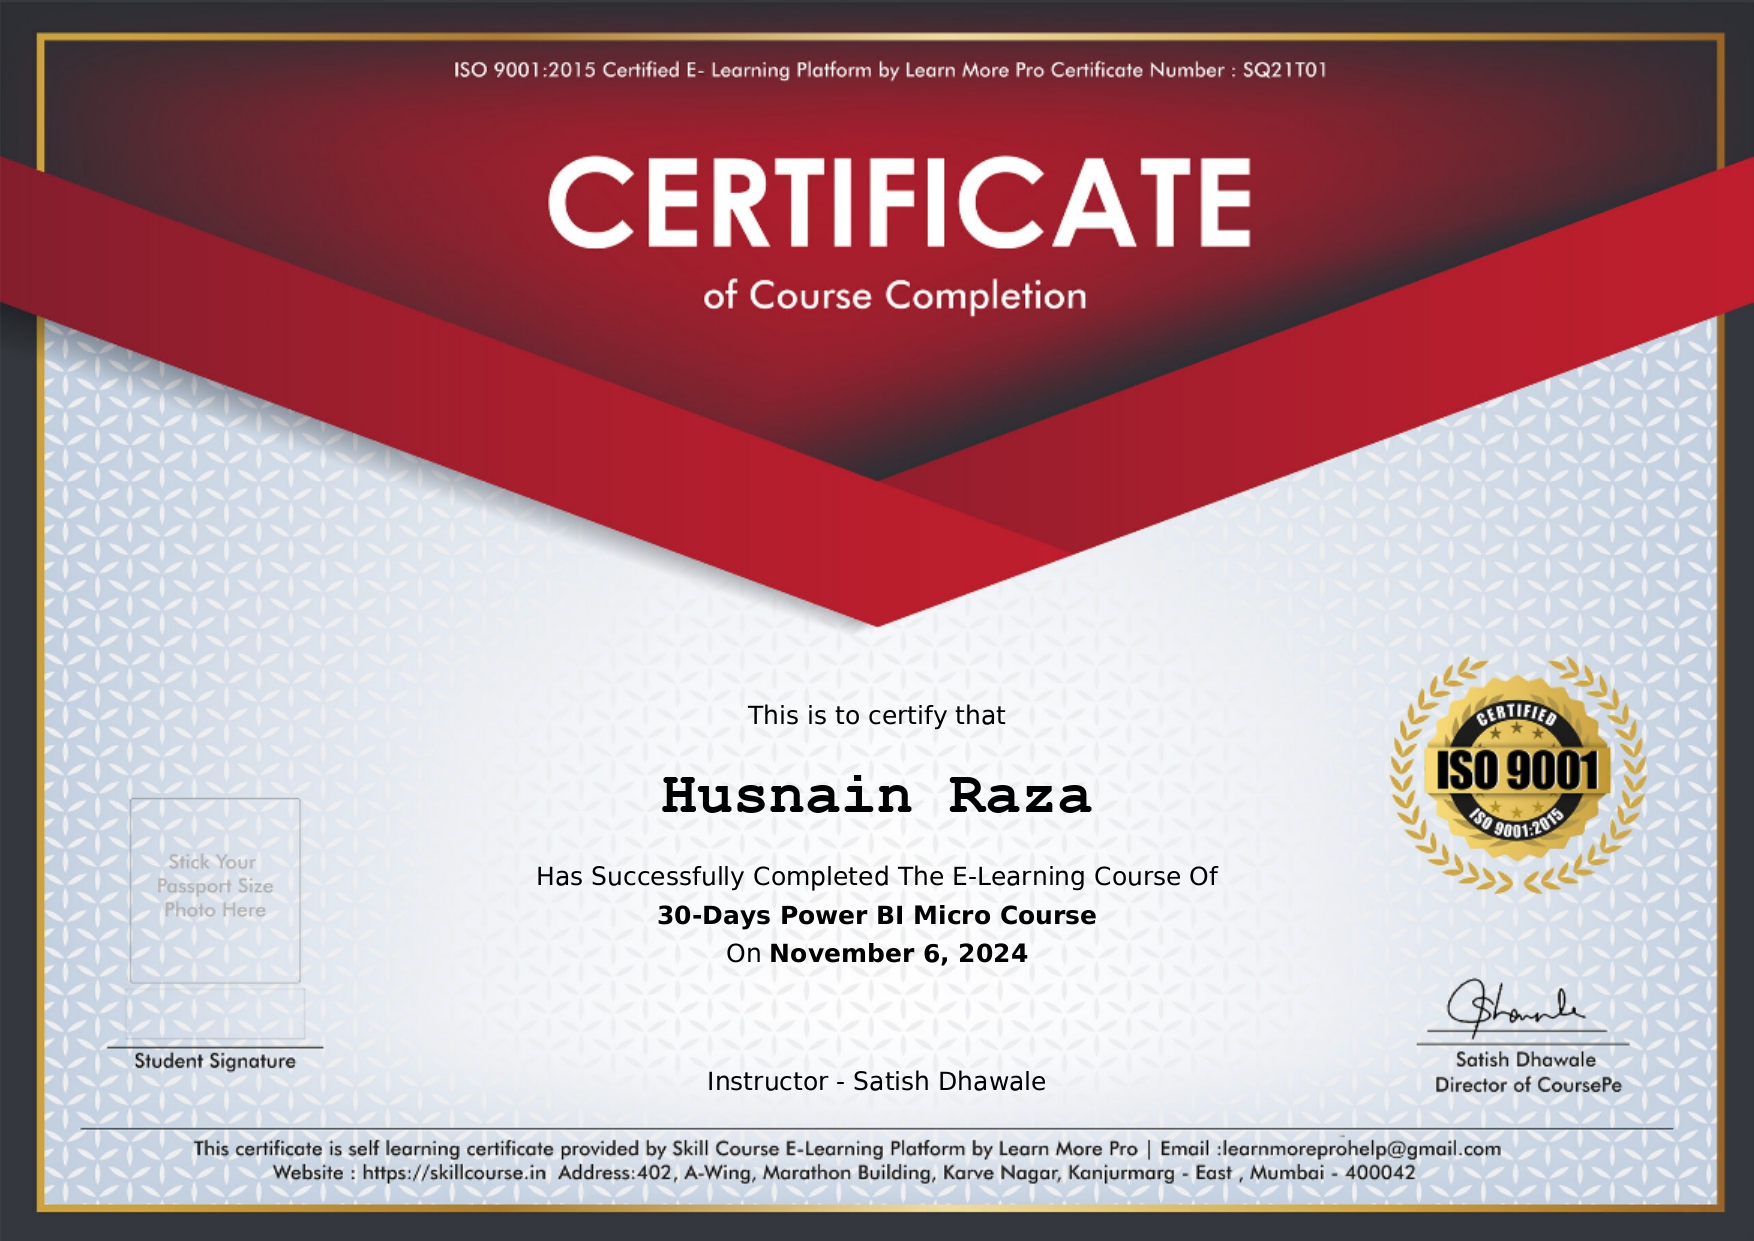 ISO 9001:2015 Certified E- Learning Platform by Learn More Pro Certificate Number : SQ21T01
CERTIFICATE
of Course Completion
This is to certify that
Husnain Raza
Has Successfully Completed The E-Learning Course Of
30-Days Power BI Micro Course
On November 6, 2024
CERTIFIED
ISO 9001
ISO 9001:2015
Stick Your
Passport Size
Photo Here
Student Signature
Instructor - Satish Dhawale
Satish Dhawale
Director of CoursePe
This certificate is self learning certificate provided by Skill Course E-Learning Platform by Learn More Pro | Email :learnmoreprohelp@gmail.com
Website : https://skillcourse.in Address:402, A-Wing, Marathon Building, Karve Nagar, Kanjurmarg - East , Mumbai - 400042